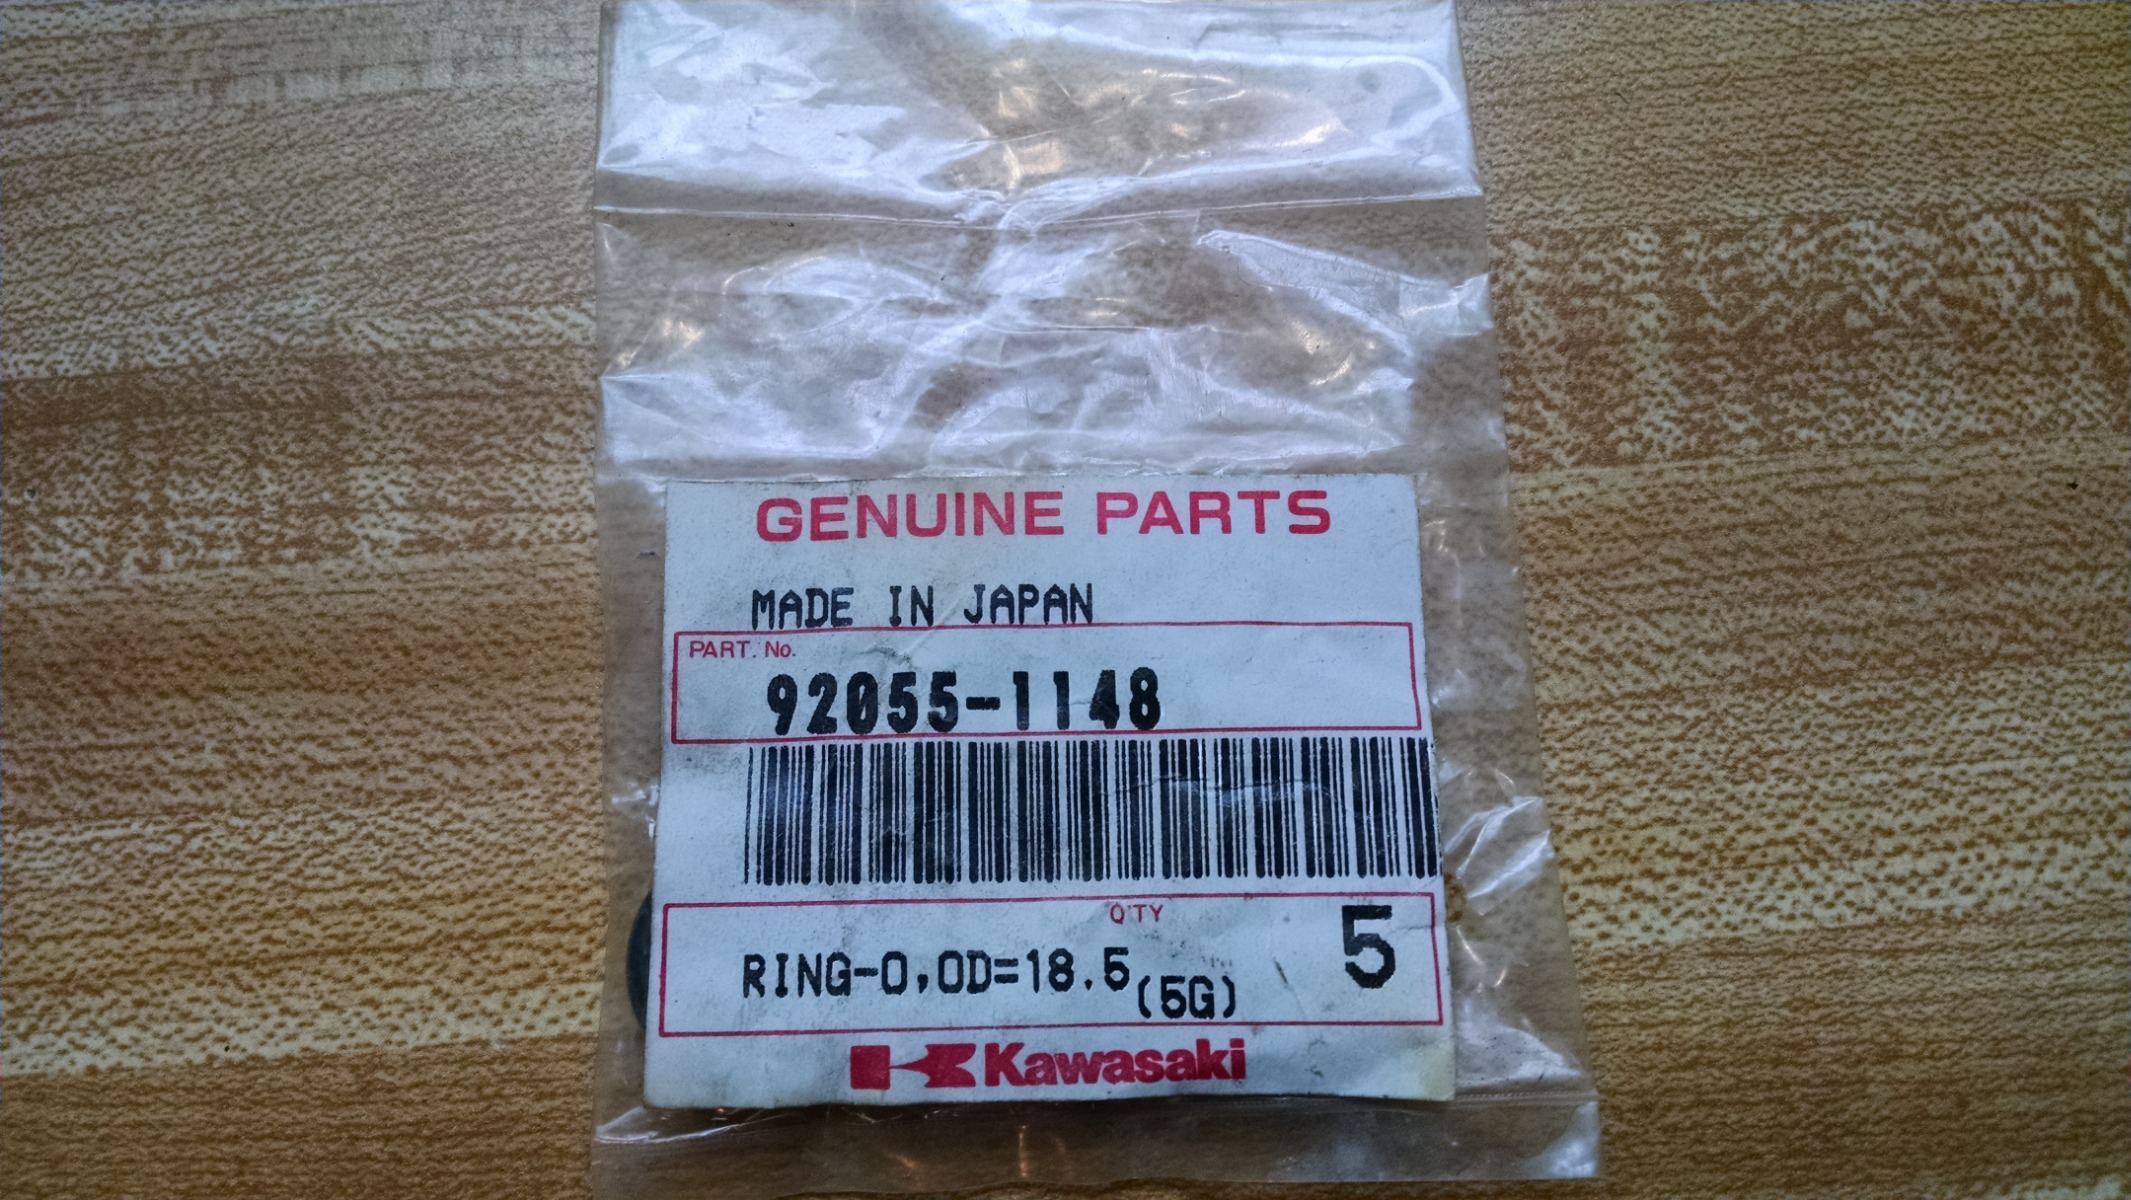 GENUINE PARTS
MADE IN JAPAN
PART. No.
92055-1148
Q'TY
RING-O,OD=18.5(5G) 5
Kawasaki